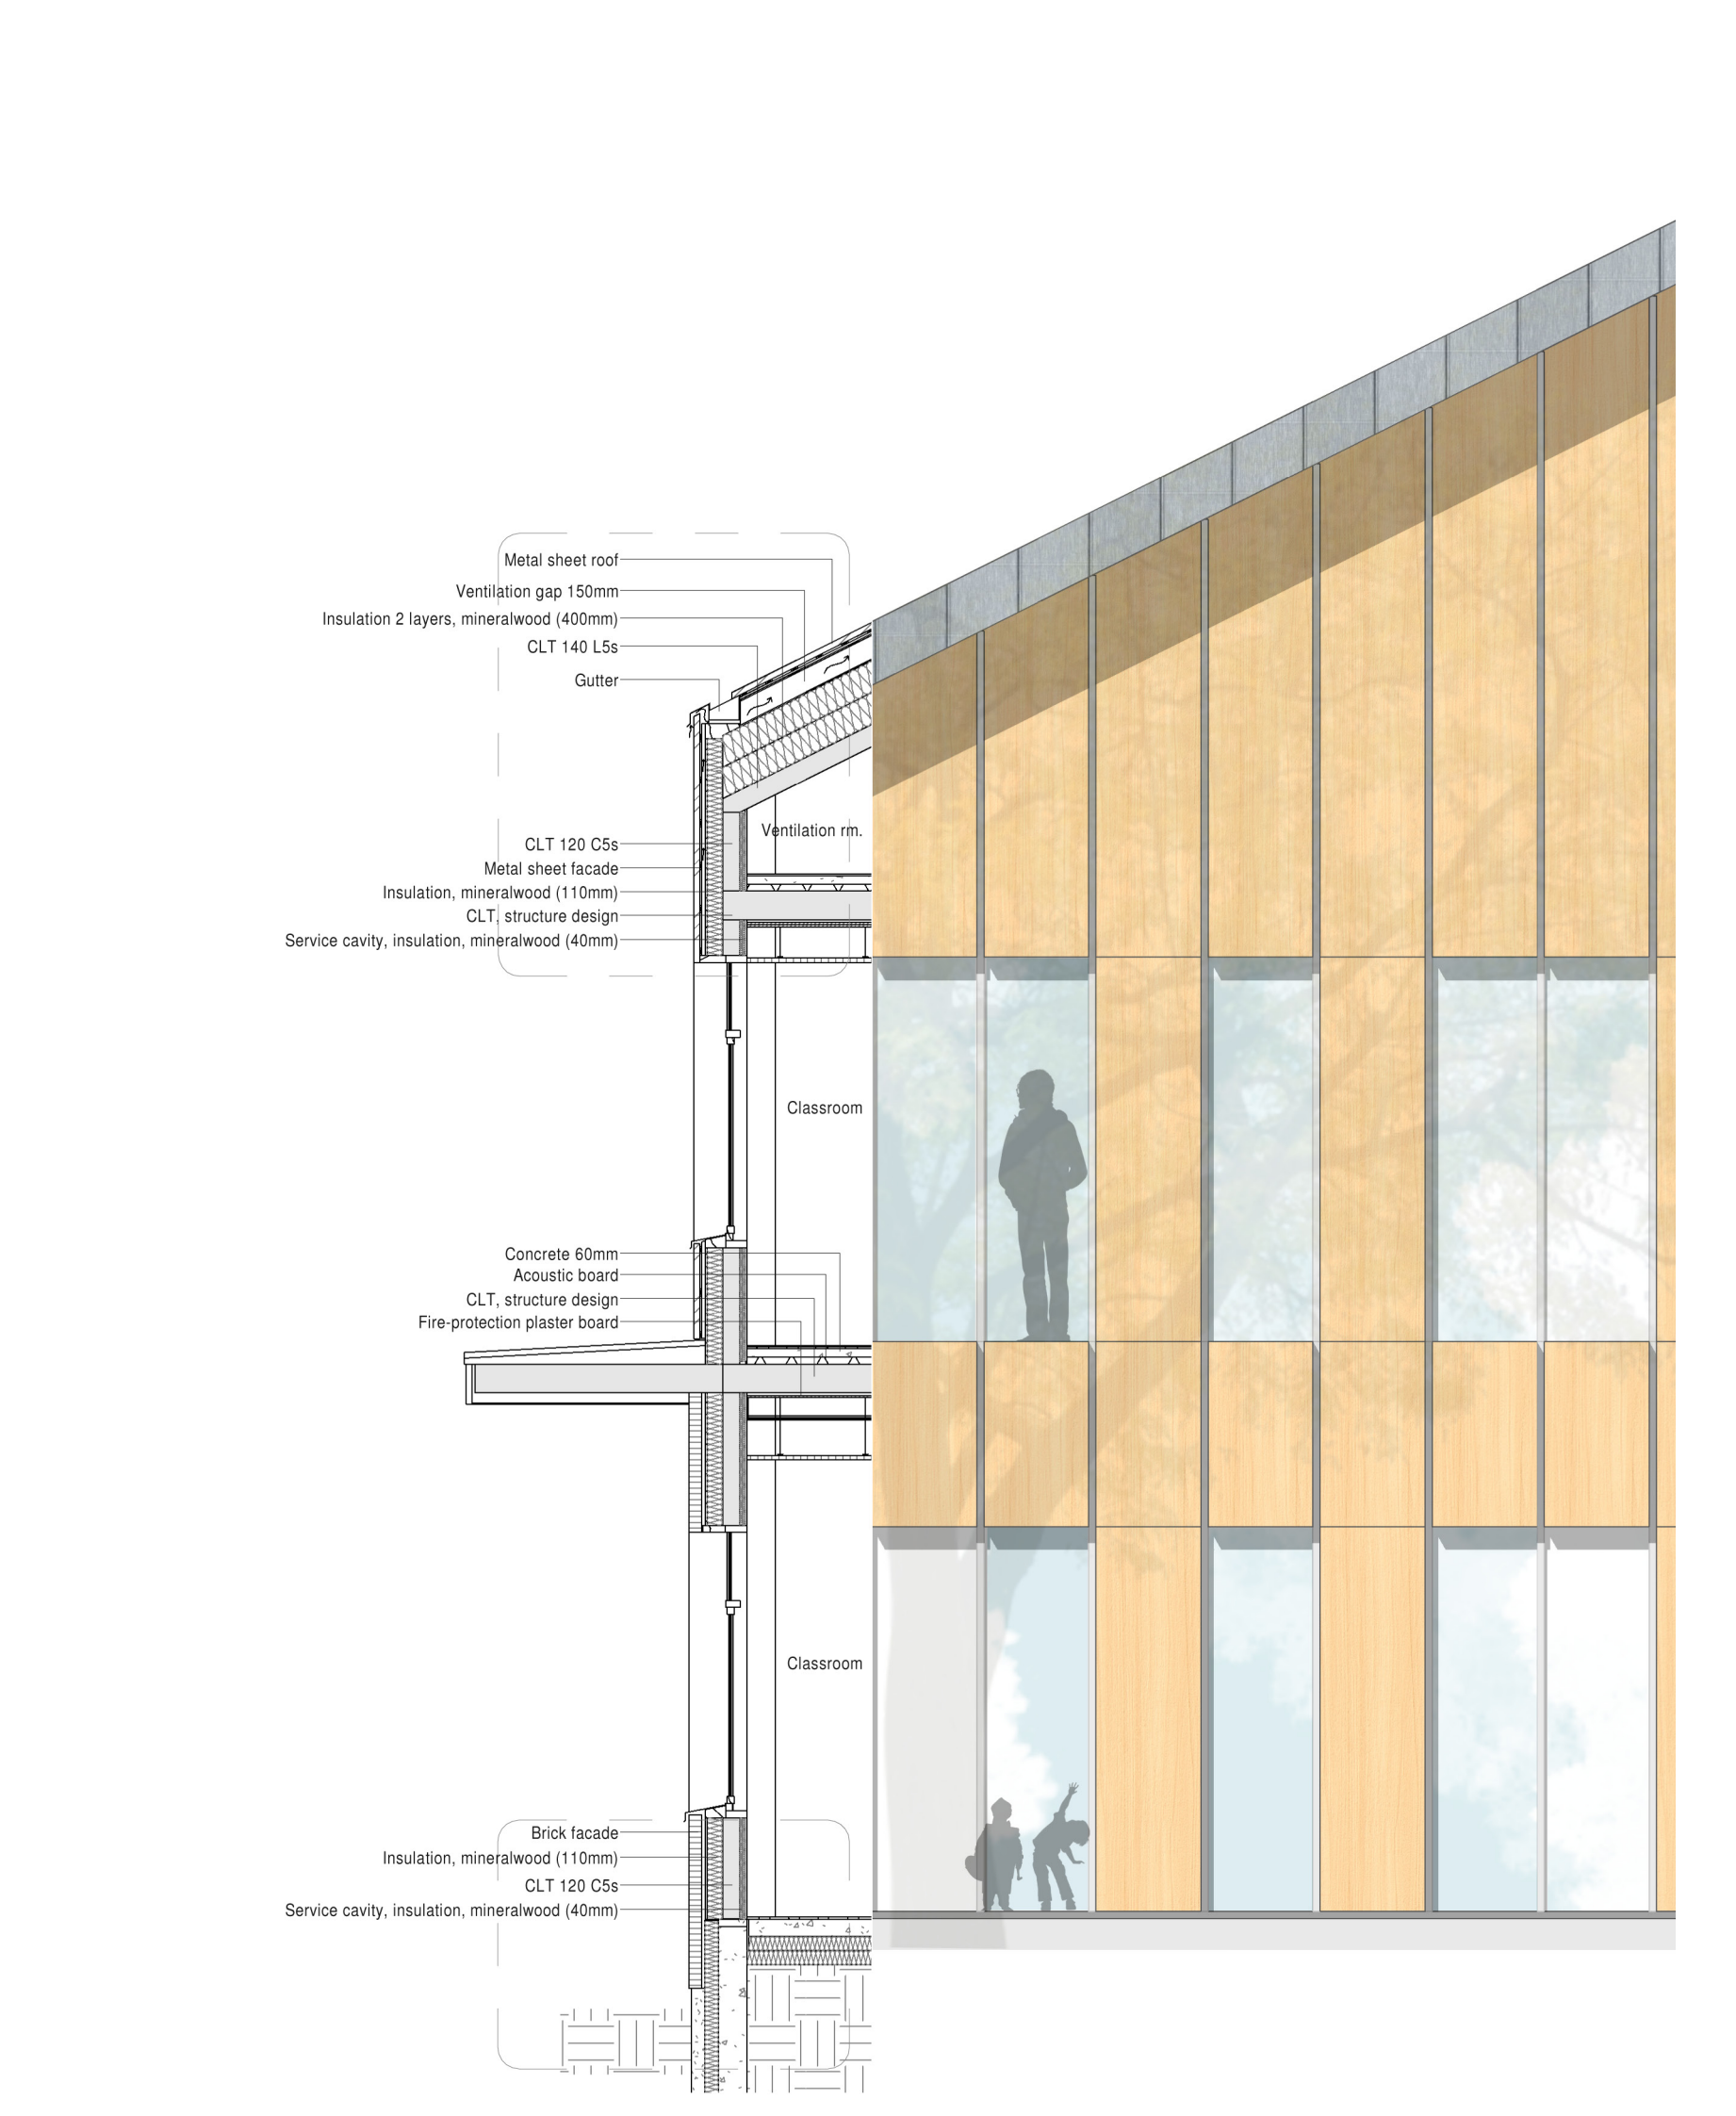 Metal sheet roof
Ventilation gap 150mm
Insulation 2 layers, mineralwood (400mm)
CLT 140 L5s
Gutter
Ventilation rm.
CLT 120 C5s
Metal sheet facade
Insulation, mineralwood (110mm)
CLT, structure design
Service cavity, insulation, mineralwood (40mm)
Classroom
Concrete 60mm
Acoustic board
CLT, structure design
Fire-protection plaster board
Classroom
Brick facade
Insulation, mineralwood (110mm)
CLT 120 C5s
Service cavity, insulation, mineralwood (40mm)